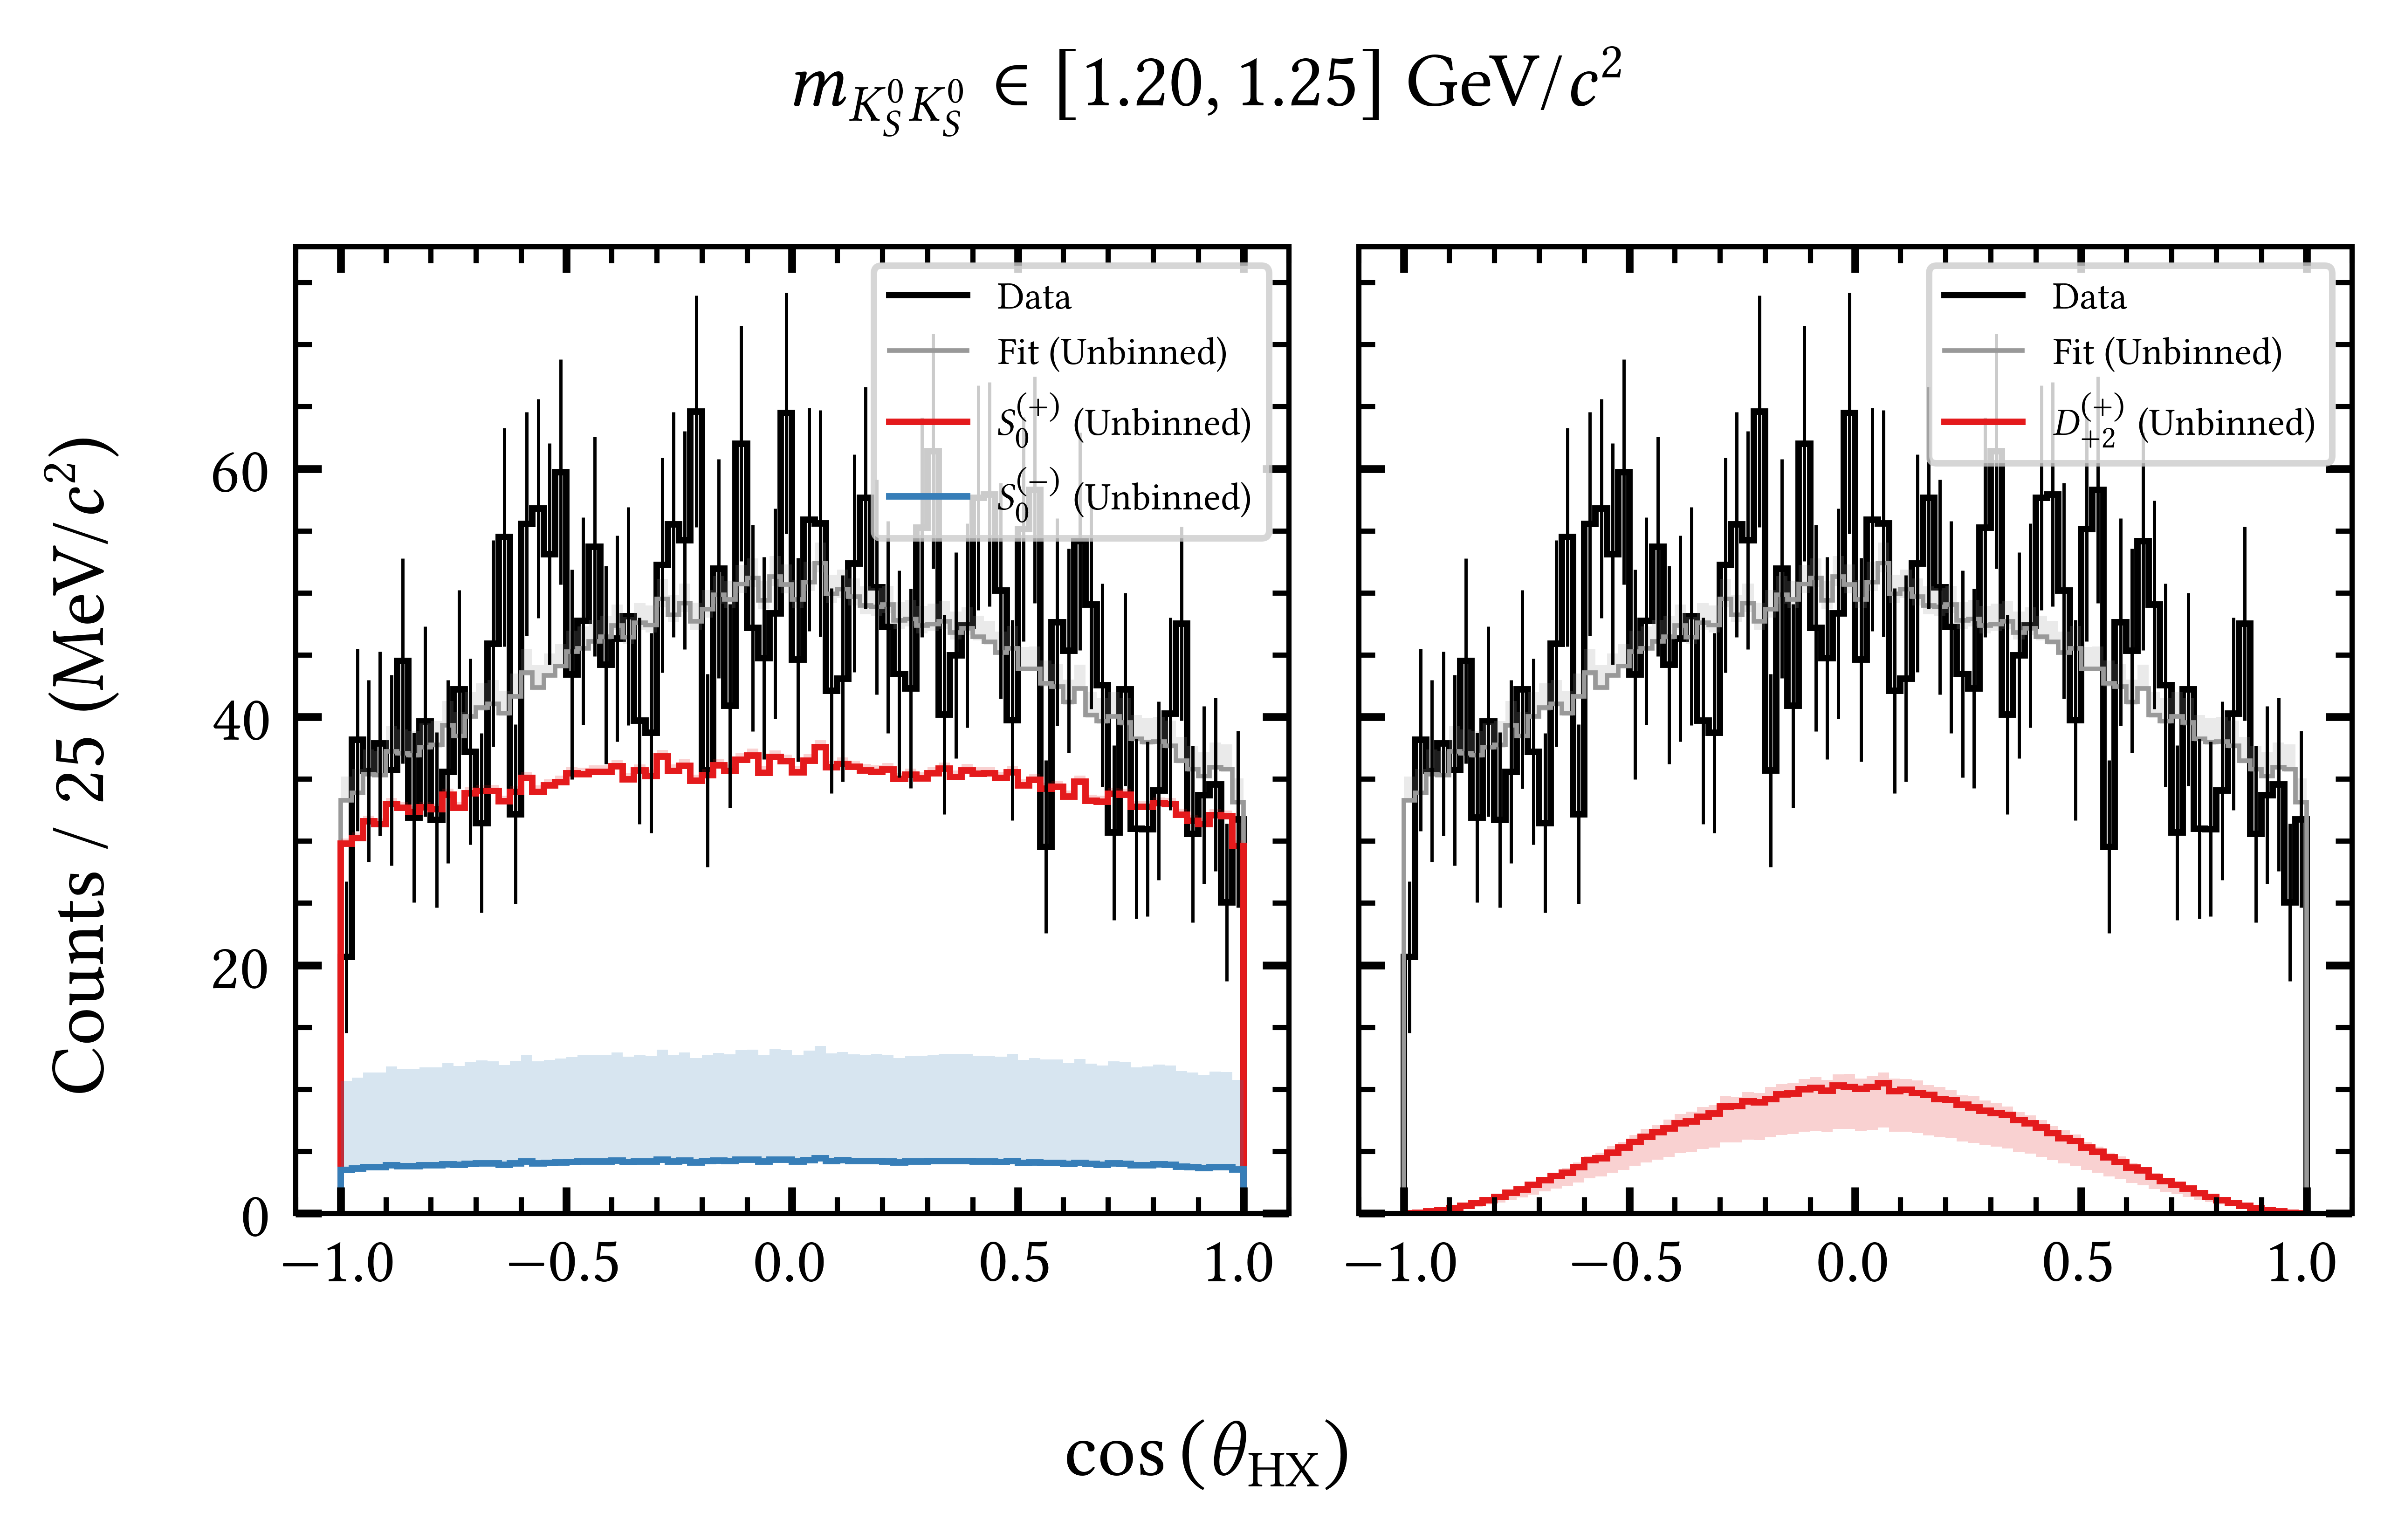 m_{K_S^0 K_S^0} ∈ [1.20, 1.25] GeV/c²
Counts / 25 (MeV/c²)
60
40
20
0
Data
Fit (Unbinned)
S_0^{(+)} (Unbinned)
S_0^{(−)} (Unbinned)
−1.0 −0.5 0.0 0.5 1.0
Data
Fit (Unbinned)
D_{+2}^{(+)} (Unbinned)
−1.0 −0.5 0.0 0.5 1.0
cos (θ_HX)